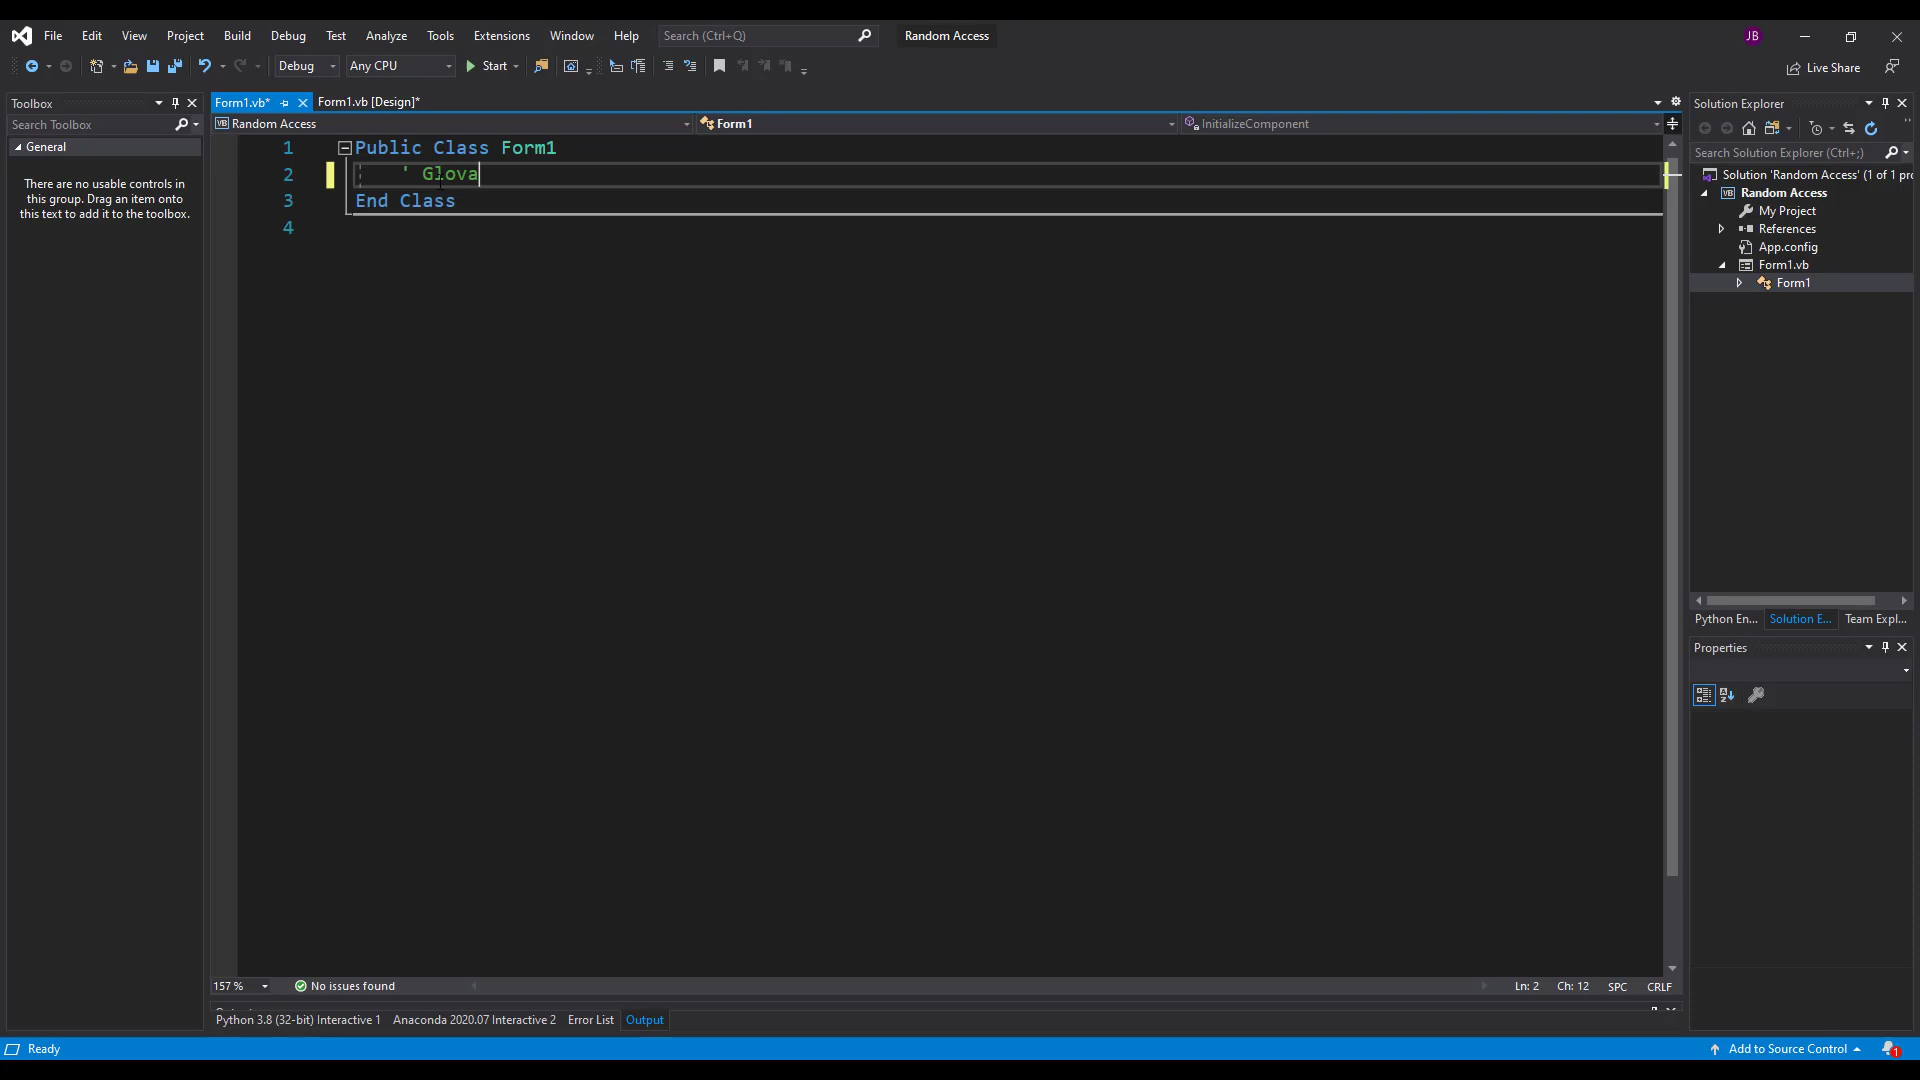 File Edit View Project Build Debug Test Analyze Tools Extensions Window Help Search (Ctrl+Q) Random Access JB
Debug Any CPU Start Live Share
Toolbox
Search Toolbox
General
There are no usable controls in
this group. Drag an item onto
this text to add it to the toolbox.
Form1.vb* Form1.vb [Design]*
VB Random Access Form1 InitializeComponent
1 Public Class Form1
2 ' Glova
3 End Class
4
157 % No issues found Ln: 2 Ch: 12 SPC CRLF
Python 3.8 (32-bit) Interactive 1 Anaconda 2020.07 Interactive 2 Error List Output
Solution Explorer
Search Solution Explorer (Ctrl+;)
Solution 'Random Access' (1 of 1 pro
VB Random Access
My Project
References
App.config
Form1.vb
Form1
Python En... Solution E... Team Expl...
Properties
Ready Add to Source Control 1